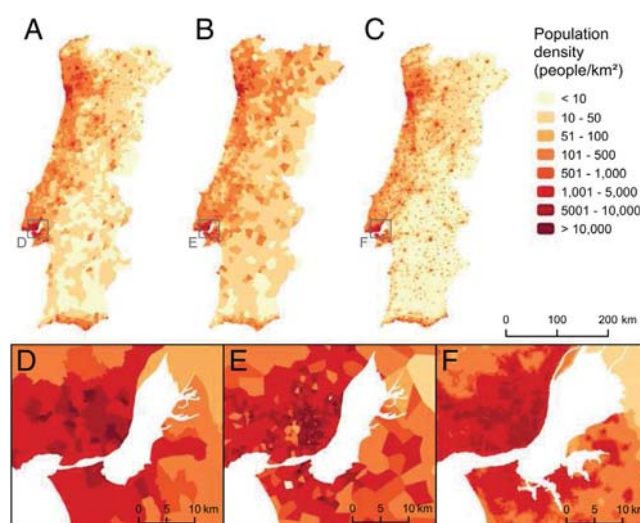 A
B
C
Population
density
(people/km²)
< 10
10 - 50
51 - 100
101 - 500
501 - 1,000
1,001 - 5,000
5001 - 10,000
> 10,000
D
E
F
0 100 200 km
D
E
F
0 5 10 km
0 5 10 km
0 5 10 km